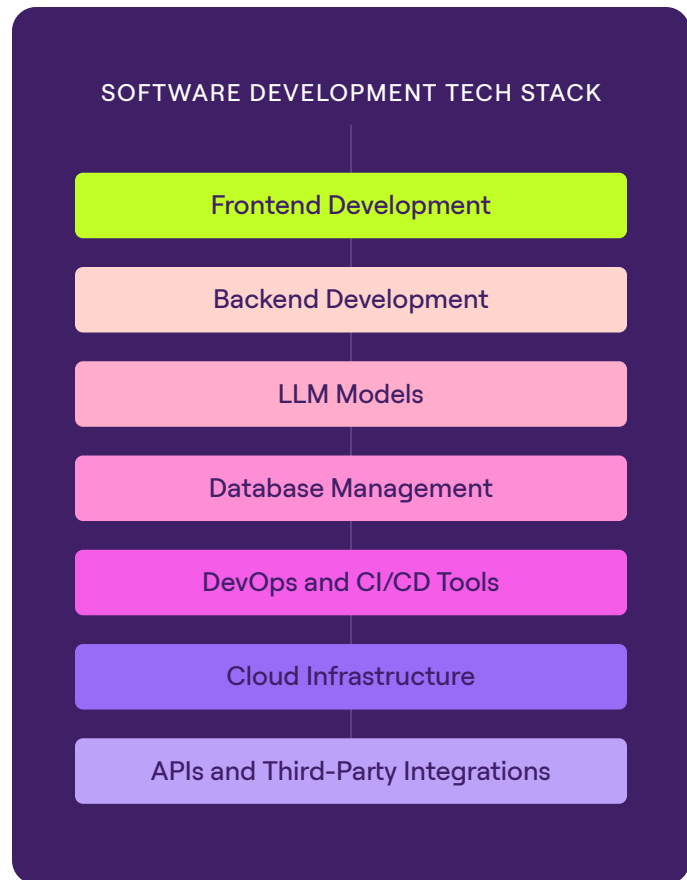 SOFTWARE DEVELOPMENT TECH STACK
Frontend Development
Backend Development
LLM Models
Database Management
DevOps and CI/CD Tools
Cloud Infrastructure
APIs and Third-Party Integrations